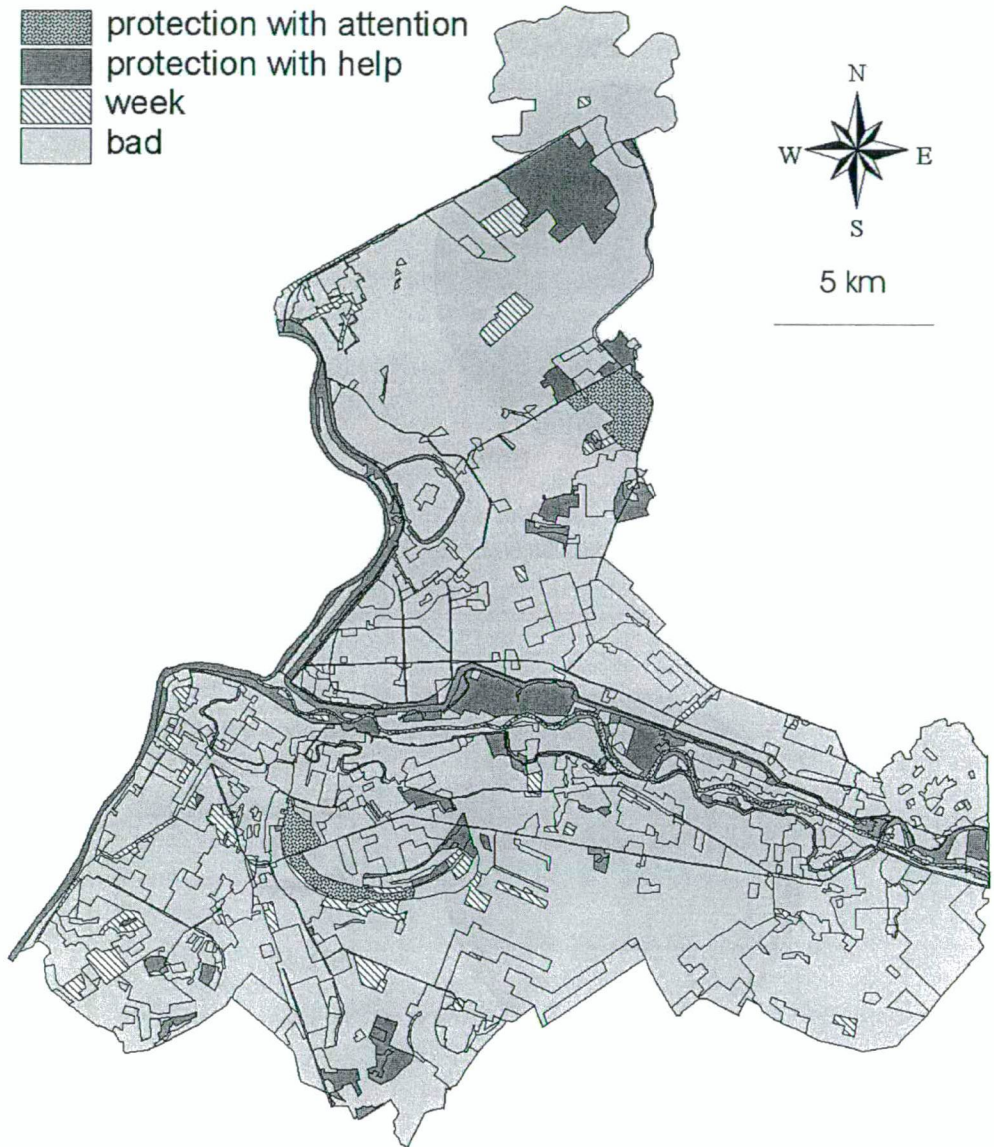 protection with attention
protection with help
week
bad
N
W E
S
5 km